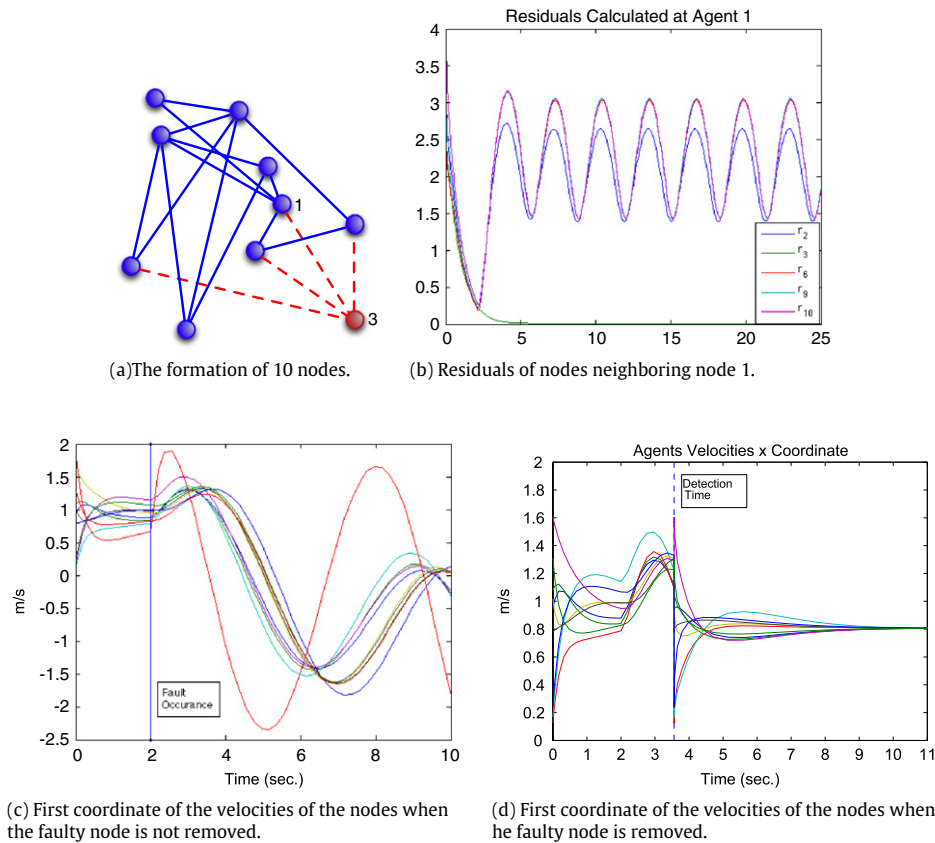 Residuals Calculated at Agent 1
4
3.5
3
2.5
2
1.5
1
0.5
0
0 5 10 15 20 25
r2
r3
r6
r9
r10
1
3
(a)The formation of 10 nodes.
(b) Residuals of nodes neighboring node 1.
2
1.5
1
0.5
0
-0.5
-1
-1.5
-2
-2.5
m/s
Fault
Occurance
0 2 4 6 8 10
Time (sec.)
(c) First coordinate of the velocities of the nodes when
the faulty node is not removed.
Agents Velocities x Coordinate
2
1.8
1.6
1.4
1.2
1
0.8
0.6
0.4
0.2
0
m/s
Detection
Time
0 1 2 3 4 5 6 7 8 9 10 11
Time (sec.)
(d) First coordinate of the velocities of the nodes when
he faulty node is removed.